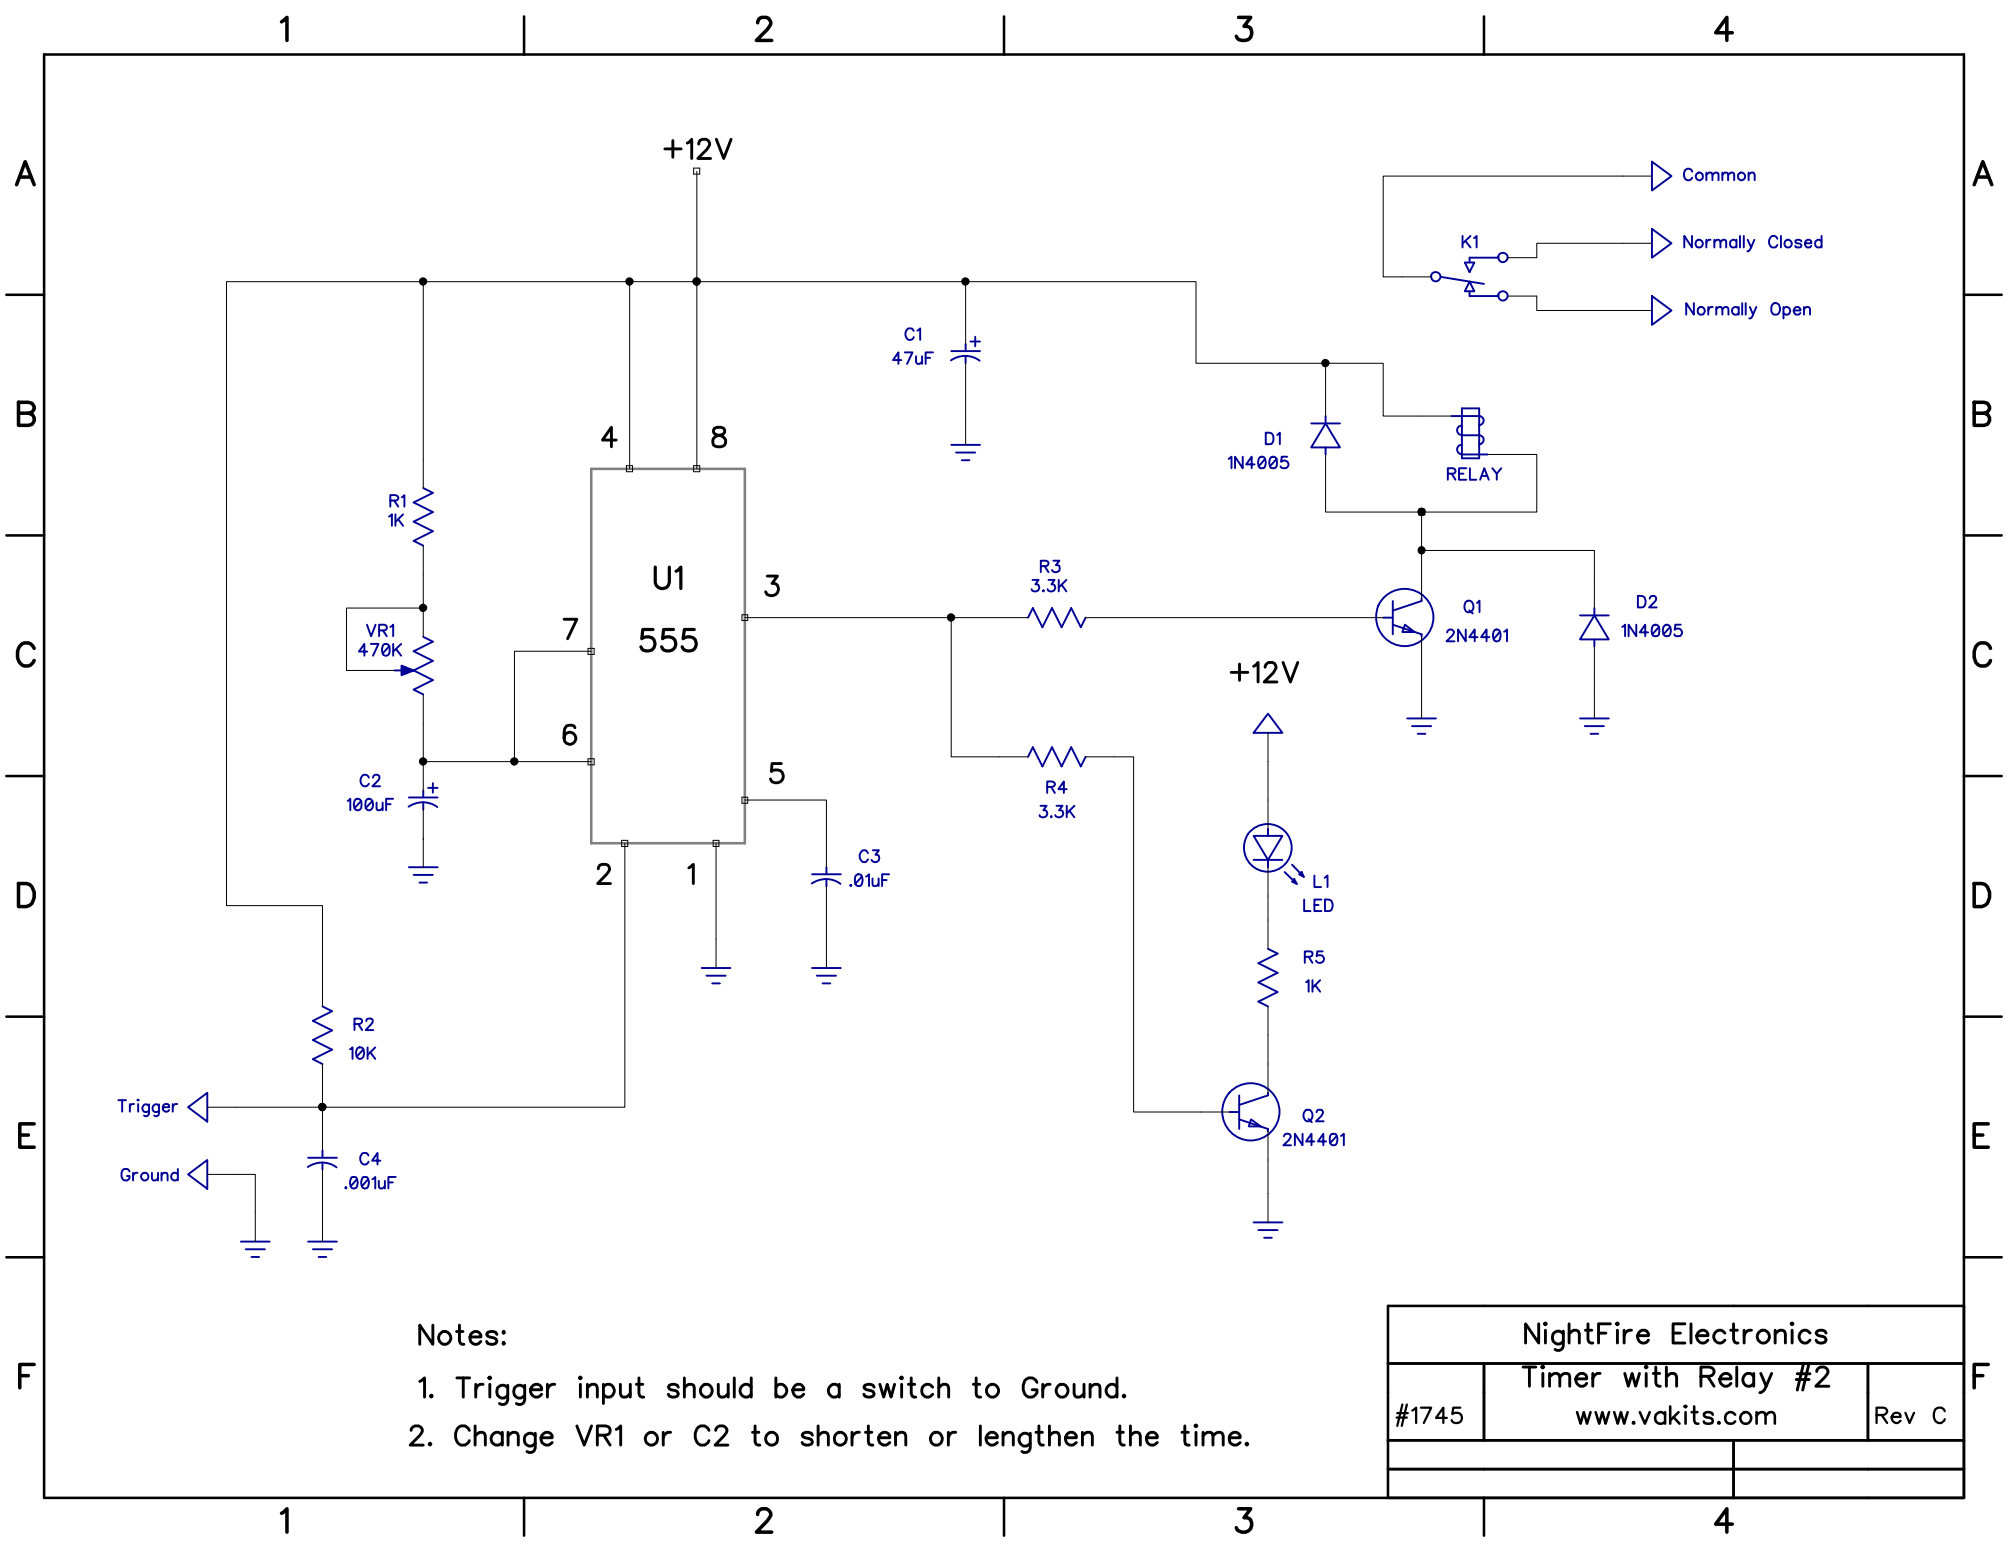 1 2 3 4
A A
+12V
Common
K1
Normally Closed
Normally Open
C1
47uF
B B
4 8
D1
1N4005
RELAY
R1
1K
U1
555
3
R3
3.3K
Q1
2N4401
D2
1N4005
7
VR1
470K
C C
+12V
6
5
C2
100uF
R4
3.3K
2 1
C3
.01uF
L1
LED
D D
R5
1K
R2
10K
Trigger
Q2
2N4401
E E
C4
.001uF
Ground
Notes:
1. Trigger input should be a switch to Ground.
2. Change VR1 or C2 to shorten or lengthen the time.
F F
NightFire Electronics
Timer with Relay #2
#1745 www.vakits.com Rev C
1 2 3 4